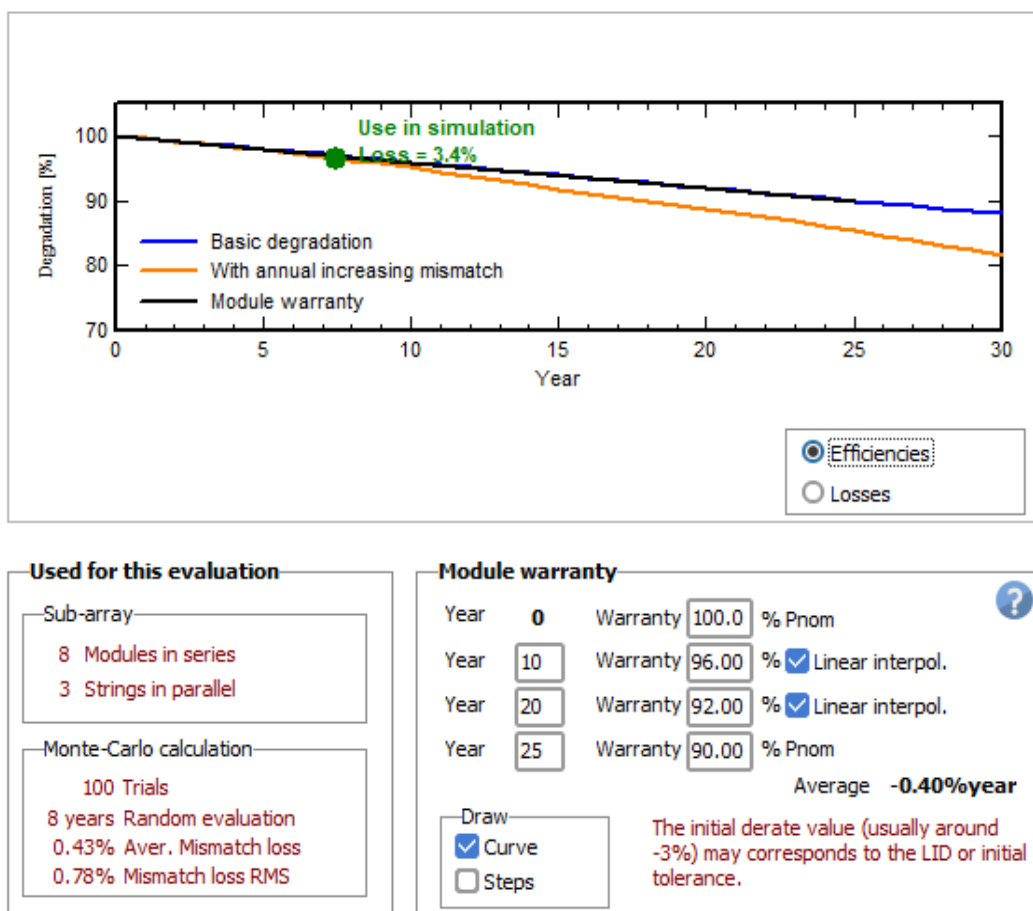 Use in simulation
Loss = 3.4%
Degradation [%]
100
90
80
70
Basic degradation
With annual increasing mismatch
Module warranty
0 5 10 15 20 25 30
Year
Efficiencies
Losses
Used for this evaluation
Sub-array
8 Modules in series
3 Strings in parallel
Monte-Carlo calculation
100 Trials
8 years Random evaluation
0.43% Aver. Mismatch loss
0.78% Mismatch loss RMS
Module warranty
?
Year 0 Warranty 100.0 % Pnom
Year 10 Warranty 96.00 % Linear interpol.
Year 20 Warranty 92.00 % Linear interpol.
Year 25 Warranty 90.00 % Pnom
Average -0.40%year
Draw
Curve
Steps
The initial derate value (usually around
-3%) may corresponds to the LID or initial
tolerance.